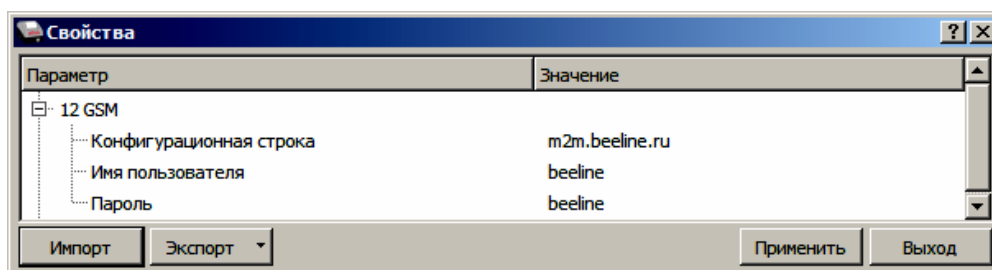 Свойства
Параметр Значение
12 GSM
Конфигурационная строка m2m.beeline.ru
Имя пользователя beeline
Пароль beeline
Импорт Экспорт Применить Выход